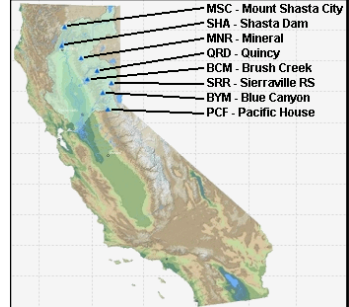 MSC - Mount Shasta City
SHA - Shasta Dam
MNR - Mineral
QRD - Quincy
BCM - Brush Creek
SRR - Sierraville RS
BYM - Blue Canyon
PCF - Pacific House